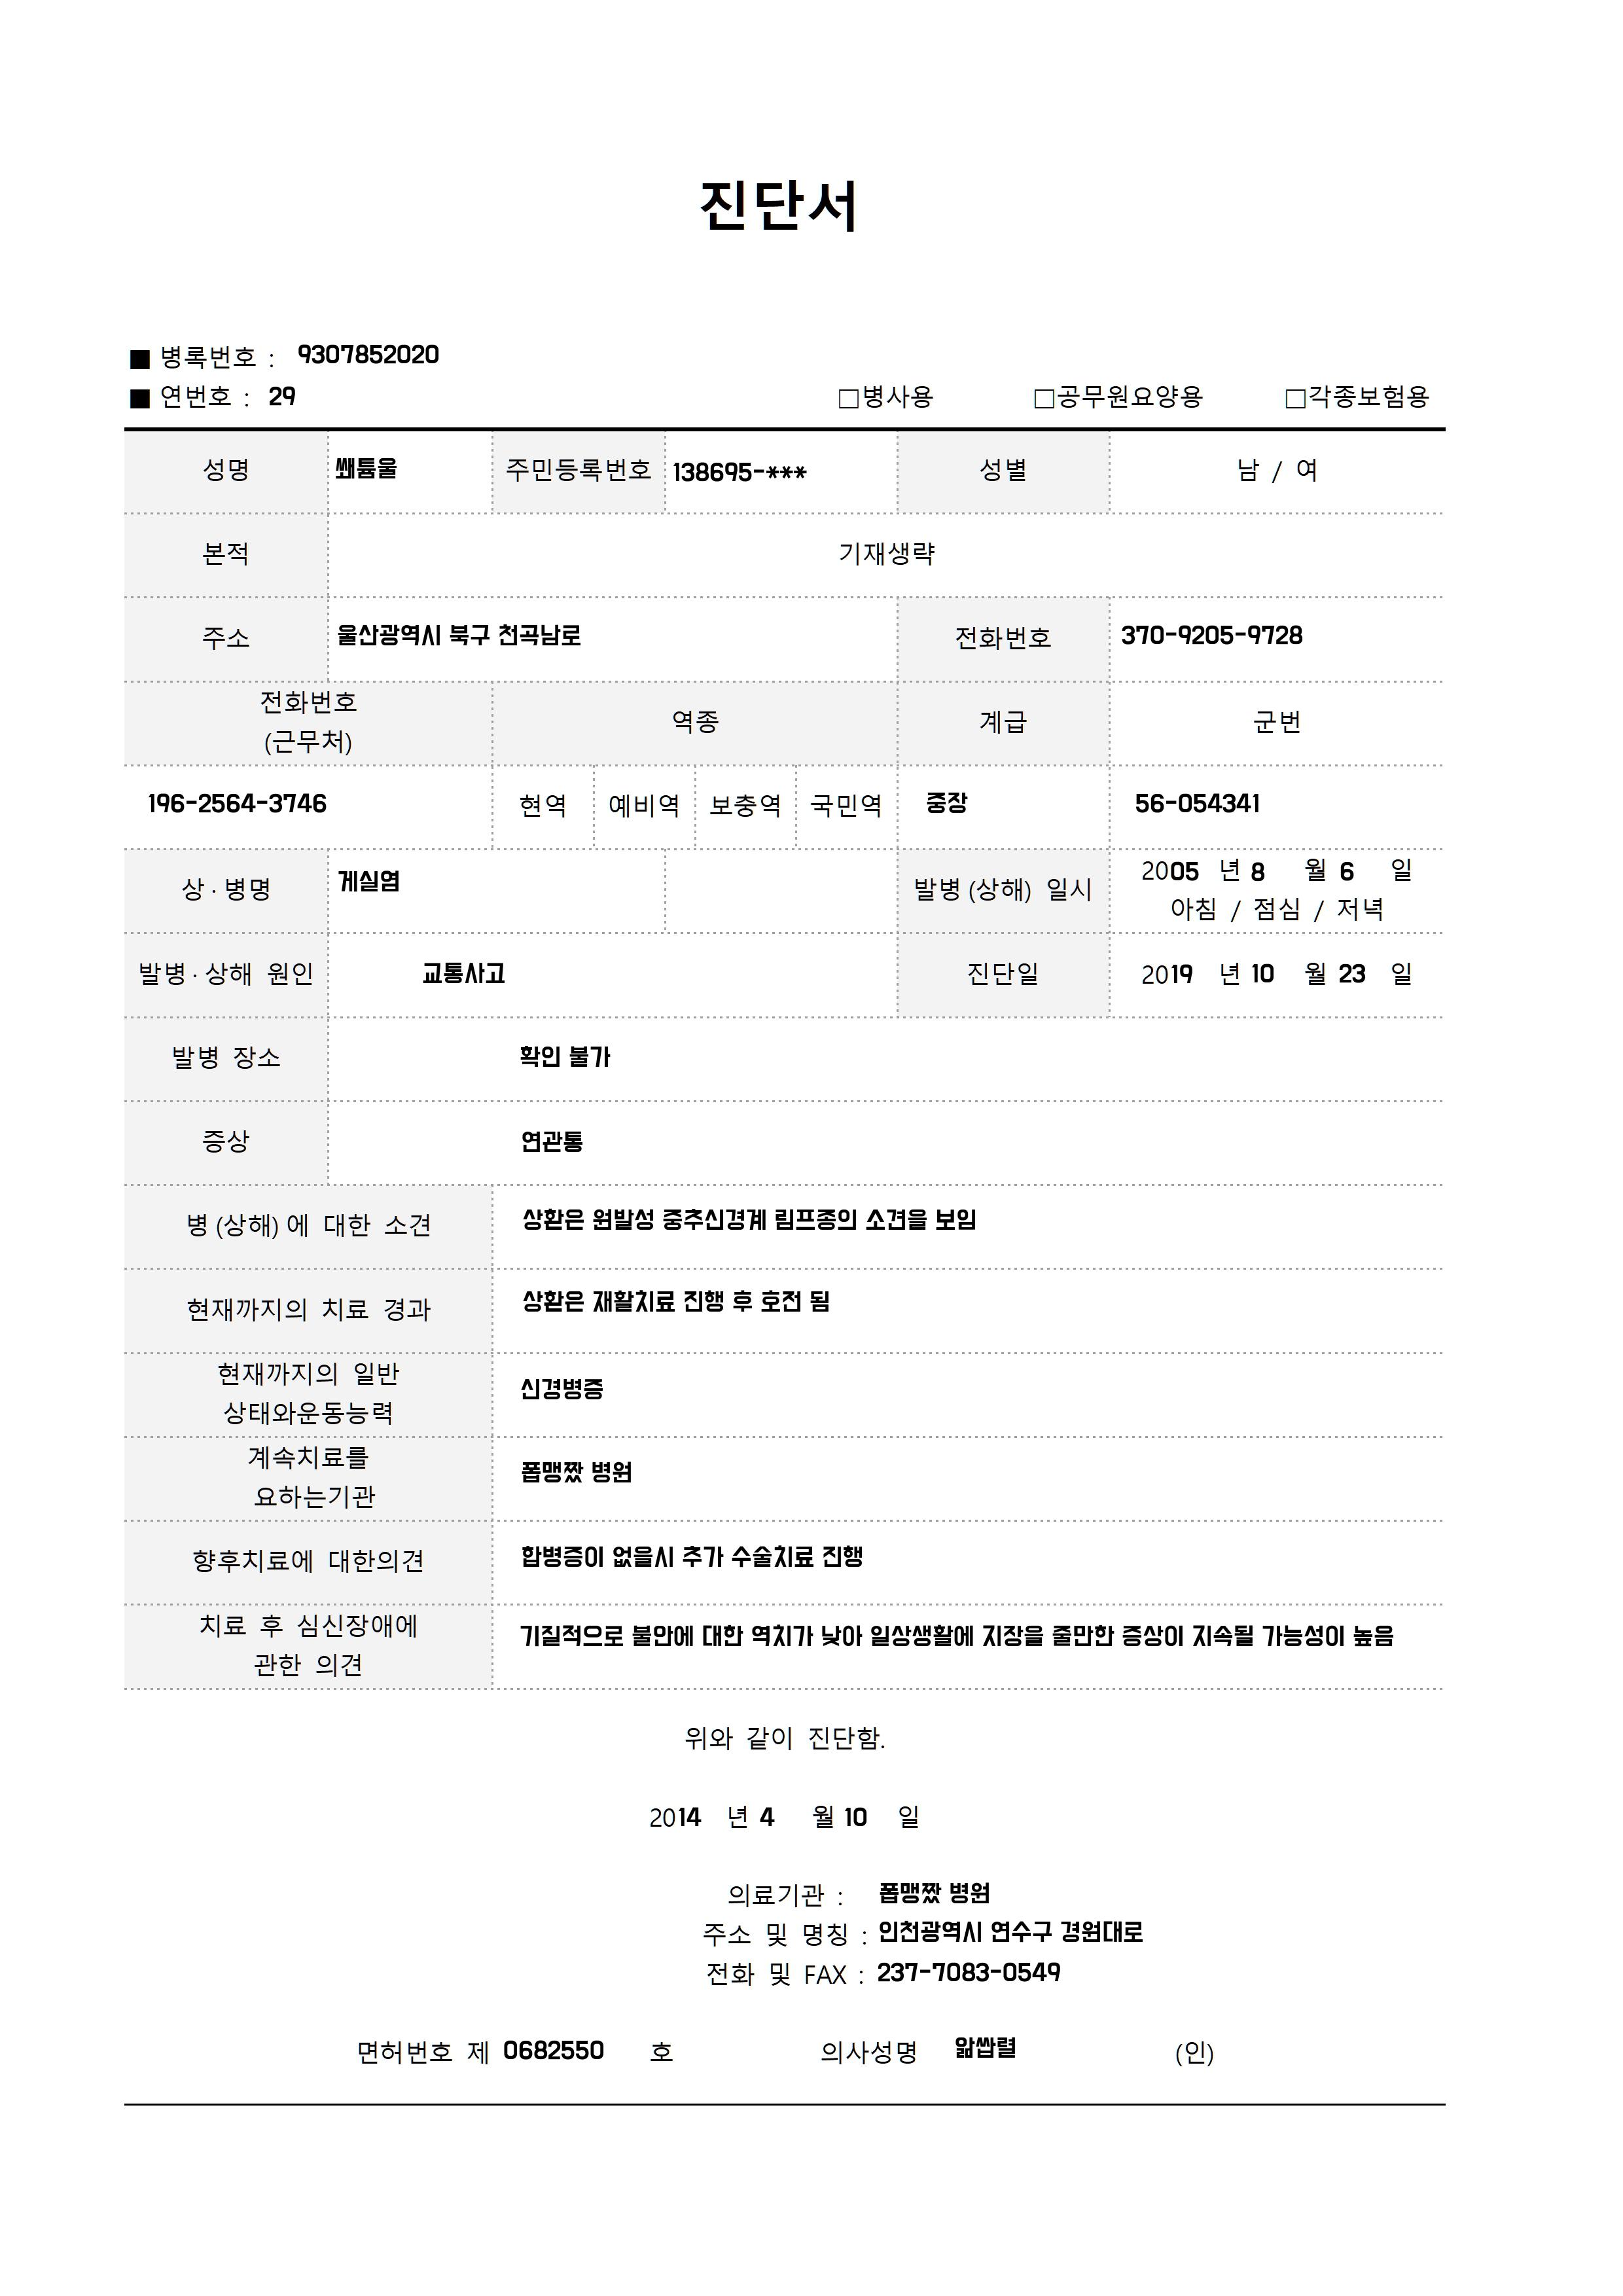 진단서
■ 병록번호 : 9307852020
■ 연번호 : 29 □병사용 □공무원요양용 □각종보험용
성명 쐐튬울 주민등록번호 138695-*** 성별 남 / 여
본적 기재생략
주소 울산광역시 북구 천곡남로 전화번호 370-9205-9728
전화번호
(근무처) 역종 계급 군번
196-2564-3746 현역 예비역 보충역 국민역 중장 56-054341
상·병명 게실염 발병(상해) 일시 2005 년 8 월 6 일
아침 / 점심 / 저녁
발병·상해 원인 교통사고 진단일 2019 년 10 월 23 일
발병 장소 확인 불가
증상 연관통
병(상해)에 대한 소견 상환은 원발성 중추신경계 림프종의 소견을 보임
현재까지의 치료 경과 상환은 재활치료 진행 후 호전 됨
현재까지의 일반
상태와운동능력 신경병증
계속치료를
요하는기관 폽맹짰 병원
향후치료에 대한의견 합병증이 없을시 추가 수술치료 진행
치료 후 심신장애에
관한 의견 기질적으로 불안에 대한 역치가 낮아 일상생활에 지장을 줄만한 증상이 지속될 가능성이 높음
위와 같이 진단함.
2014 년 4 월 10 일
의료기관 : 폽맹짰 병원
주소 및 명칭 : 인천광역시 연수구 경원대로
전화 및 FAX : 237-7083-0549
면허번호 제 0682550 호 의사성명 앎쌉렬 (인)